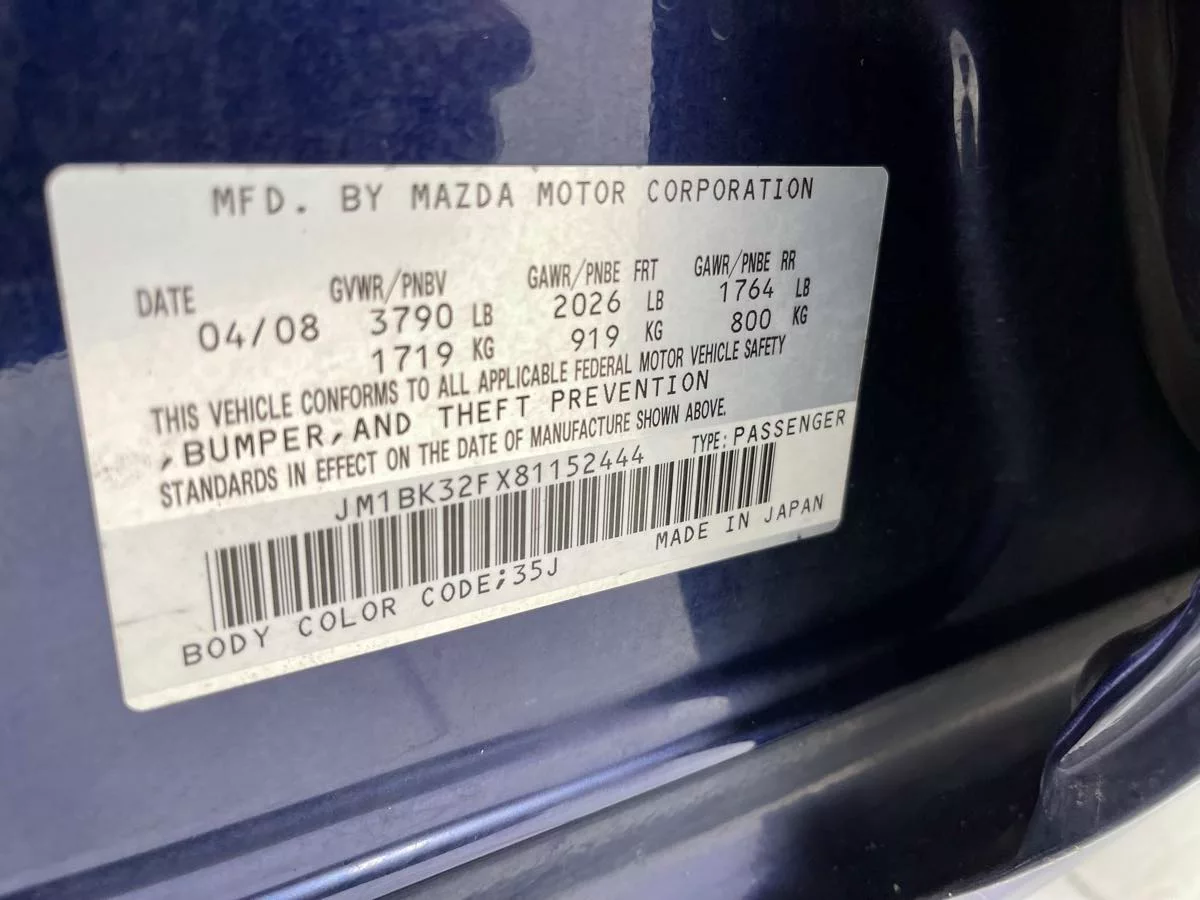 MFD. BY MAZDA MOTOR CORPORATION
DATE GVWR/PNBV GAWR/PNBE FRT GAWR/PNBE RR
04/08 3790 LB 2026 LB 1764 LB
1719 KG 919 KG 800 KG
THIS VEHICLE CONFORMS TO ALL APPLICABLE FEDERAL MOTOR VEHICLE SAFETY
,BUMPER,AND THEFT PREVENTION
STANDARDS IN EFFECT ON THE DATE OF MANUFACTURE SHOWN ABOVE.
JM1BK32FX81152444 TYPE:PASSENGER
MADE IN JAPAN
BODY COLOR CODE;35J